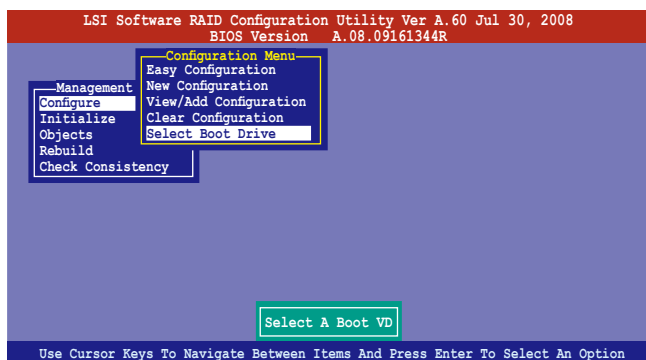 LSI Software RAID Configuration Utility Ver A.60 Jul 30, 2008
BIOS Version A.08.09161344R
Management
Configure
Initialize
Objects
Rebuild
Check Consistency
Configuration Menu
Easy Configuration
New Configuration
View/Add Configuration
Clear Configuration
Select Boot Drive
Select A Boot VD
Use Cursor Keys To Navigate Between Items And Press Enter To Select An Option